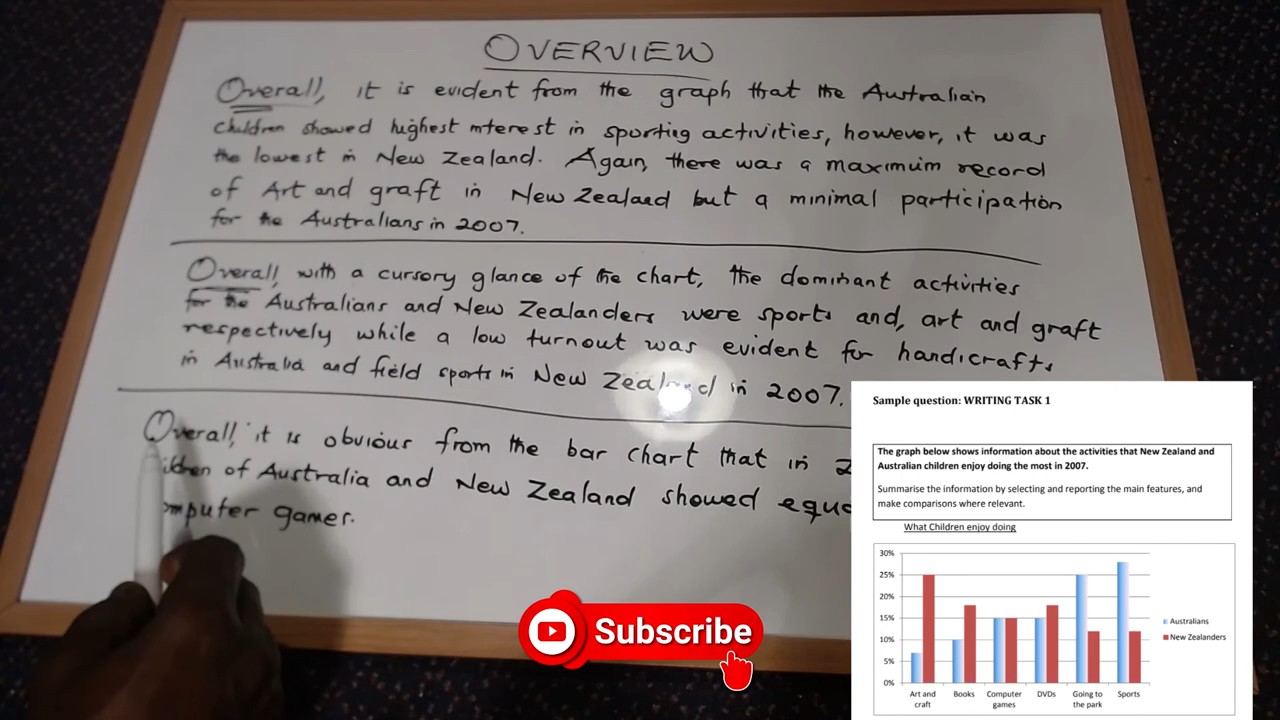 OVERVIEW
Overall, it is evident from the graph that the Australian
children showed highest interest in sporting activities, however, it was
the lowest in New Zealand. Again, there was a maximum record
of Art and graft in New Zealand but a minimal participation
for the Australians in 2007.
Overall, with a cursory glance of the chart, the dominant activities
for the Australians and New Zealanders were sports and, art and graft
respectively while a low turnout was evident for handicrafts
in Australia and field sports in New Zealand in 2007.
Overall, it is obvious from the bar chart that in
of Australia and New Zealand showed
games.
Sample question: WRITING TASK 1
The graph below shows information about the activities that New Zealand and
Australian children enjoy doing the most in 2007.
Summarise the information by selecting and reporting the main features, and
make comparisons where relevant.
What Children enjoy doing
30%
25%
20%
15%
10%
5%
0%
Art and
craft
Books
Computer
games
DVDs
Going to
the park
Sports
Australians
New Zealanders
Subscribe